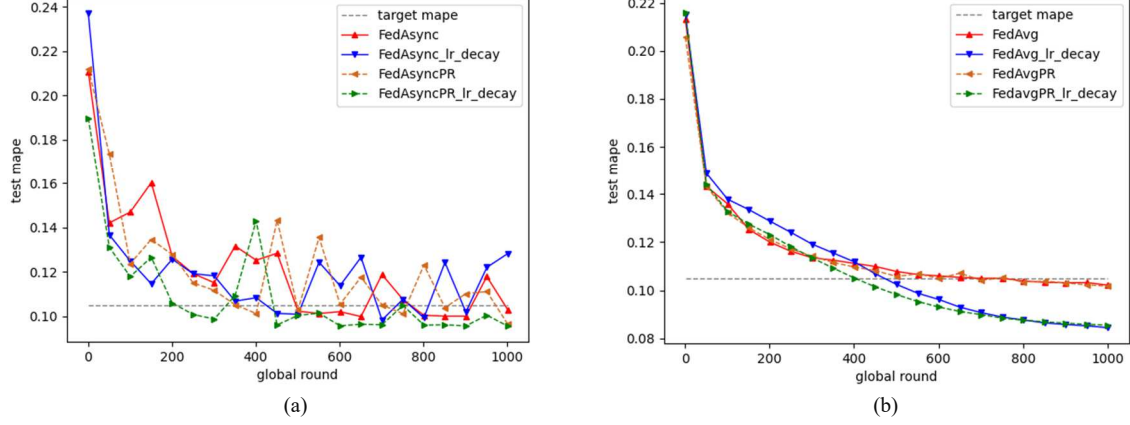 0.24
0.22
0.20
0.18
0.16
0.14
0.12
0.10
test mape
0
200
400
600
800
1000
global round
target mape
FedAsync
FedAsync_lr_decay
FedAsyncPR
FedAsyncPR_lr_decay
(a)
0.22
0.20
0.18
0.16
0.14
0.12
0.10
0.08
test mape
0
200
400
600
800
1000
global round
target mape
FedAvg
FedAvg_lr_decay
FedAvgPR
FedavgPR_lr_decay
(b)